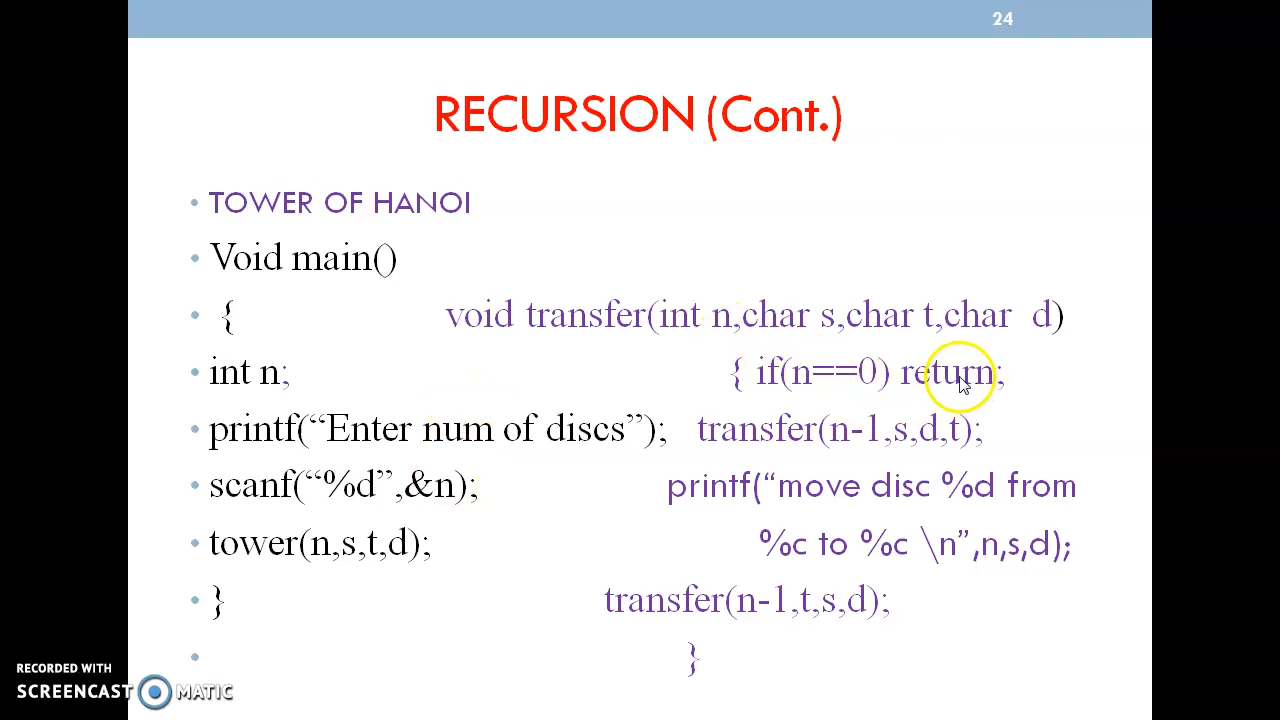 24
RECURSION (Cont.)
• TOWER OF HANOI
• Void main()
• { void transfer(int n,char s,char t,char d)
• int n; { if(n==0) return;
• printf(“Enter num of discs”); transfer(n-1,s,d,t);
• scanf(“%d”,&n); printf(“move disc %d from
• tower(n,s,t,d); %c to %c \n”,n,s,d);
• } transfer(n-1,t,s,d);
• }
RECORDED WITH
SCREENCAST MATIC